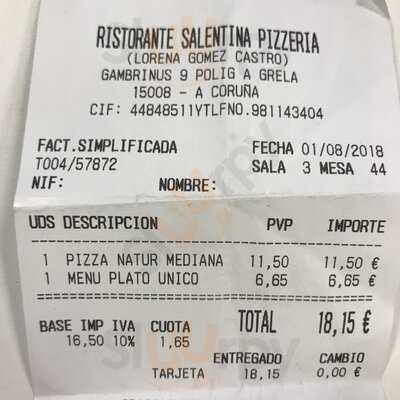 RISTORANTE SALENTINA PIZZERIA
(LORENA GOMEZ CASTRO)
GAMBRINUS 9 POLIG A GRELA
15008 - A CORUÑA
CIF: 44848511YTLFNO.981143404
FACT.SIMPLIFICADA FECHA 01/08/2018
T004/57872 SALA 3 MESA 44
NIF: NOMBRE:
UDS DESCRIPCION PVP IMPORTE
1 PIZZA NATUR MEDIANA 11,50 11,50 €
1 MENU PLATO UNICO 6,65 6,65 €
BASE IMP IVA CUOTA TOTAL 18,15 €
16,50 10% 1,65
ENTREGADO CAMBIO
TARJETA 18,15 0,00 €